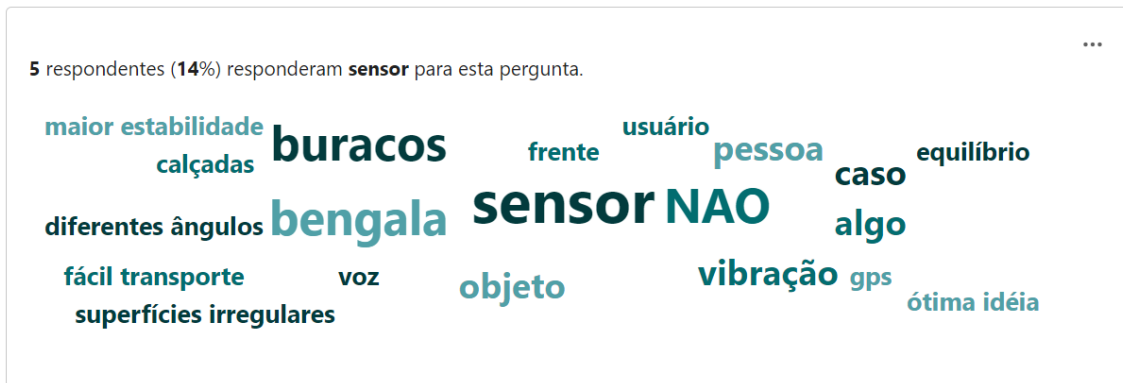 5 respondentes (14%) responderam sensor para esta pergunta.
maior estabilidade
buracos
usuário
calçadas
frente
pessoa
equilíbrio
caso
sensor
NAO
diferentes ângulos
bengala
algo
fácil transporte
voz
objeto
vibração
gps
ótima idéia
superfícies irregulares